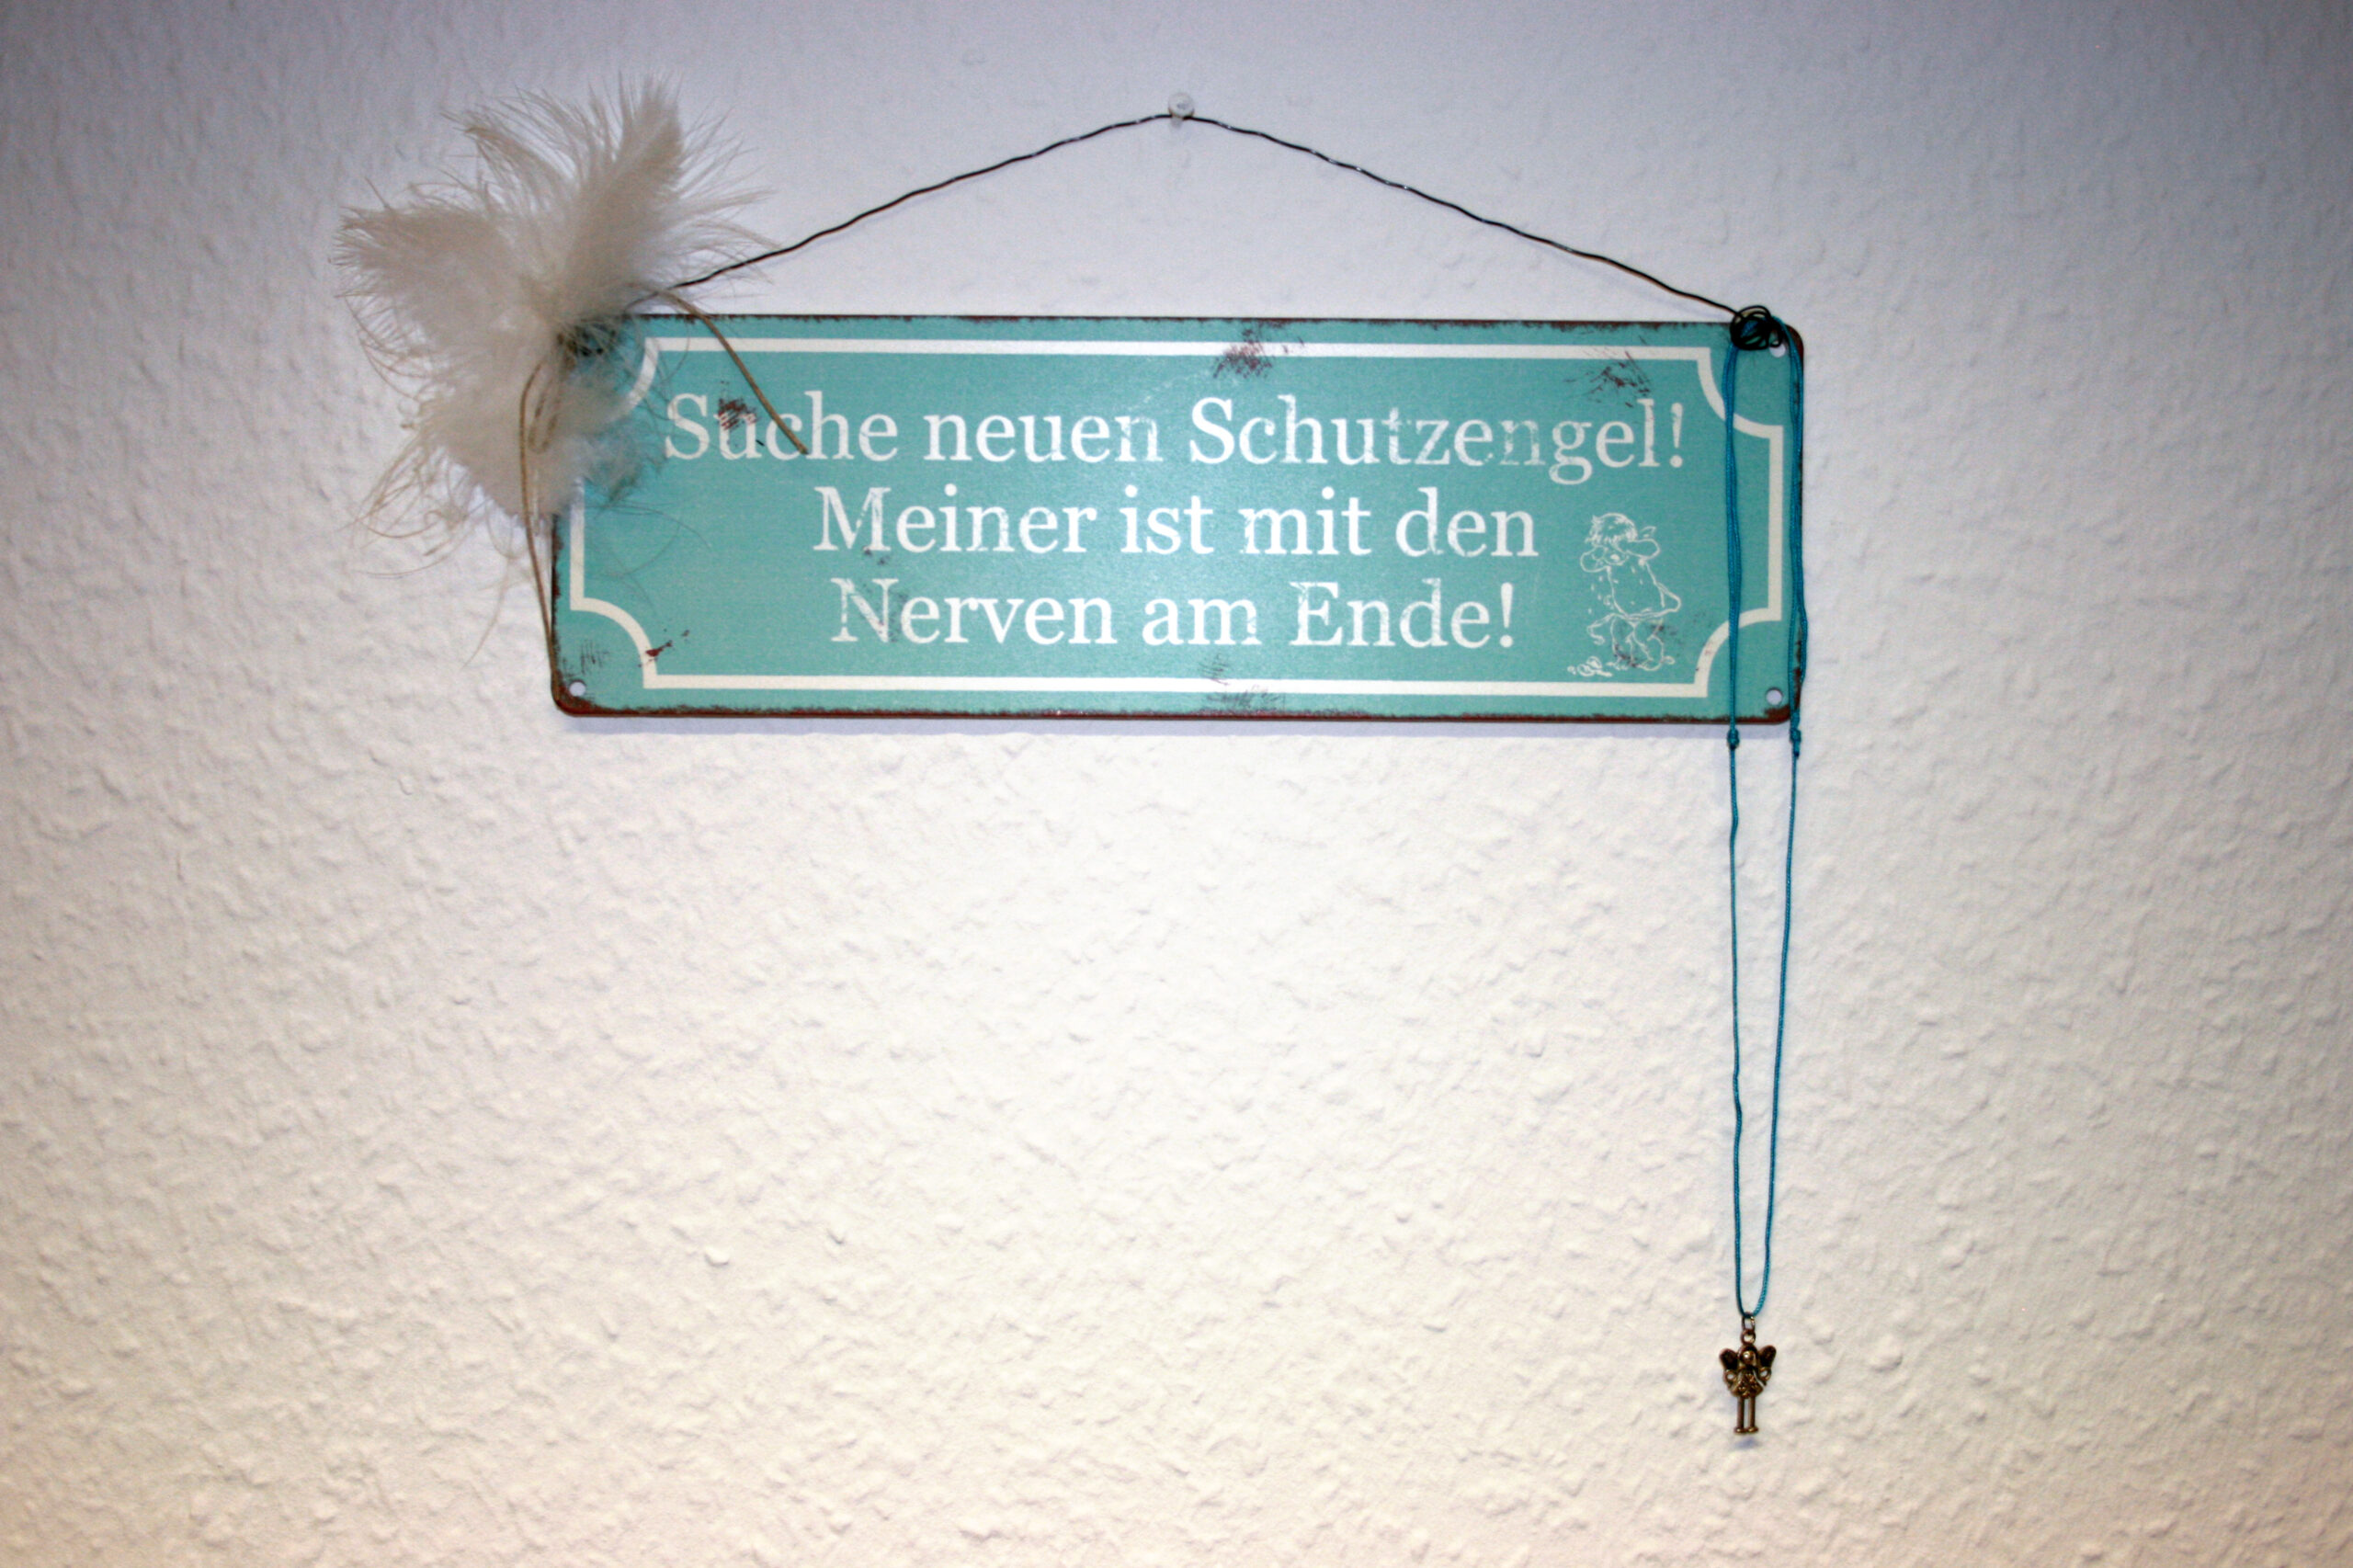 Suche neuen Schutzengel!
Meiner ist mit den
Nerven am Ende!